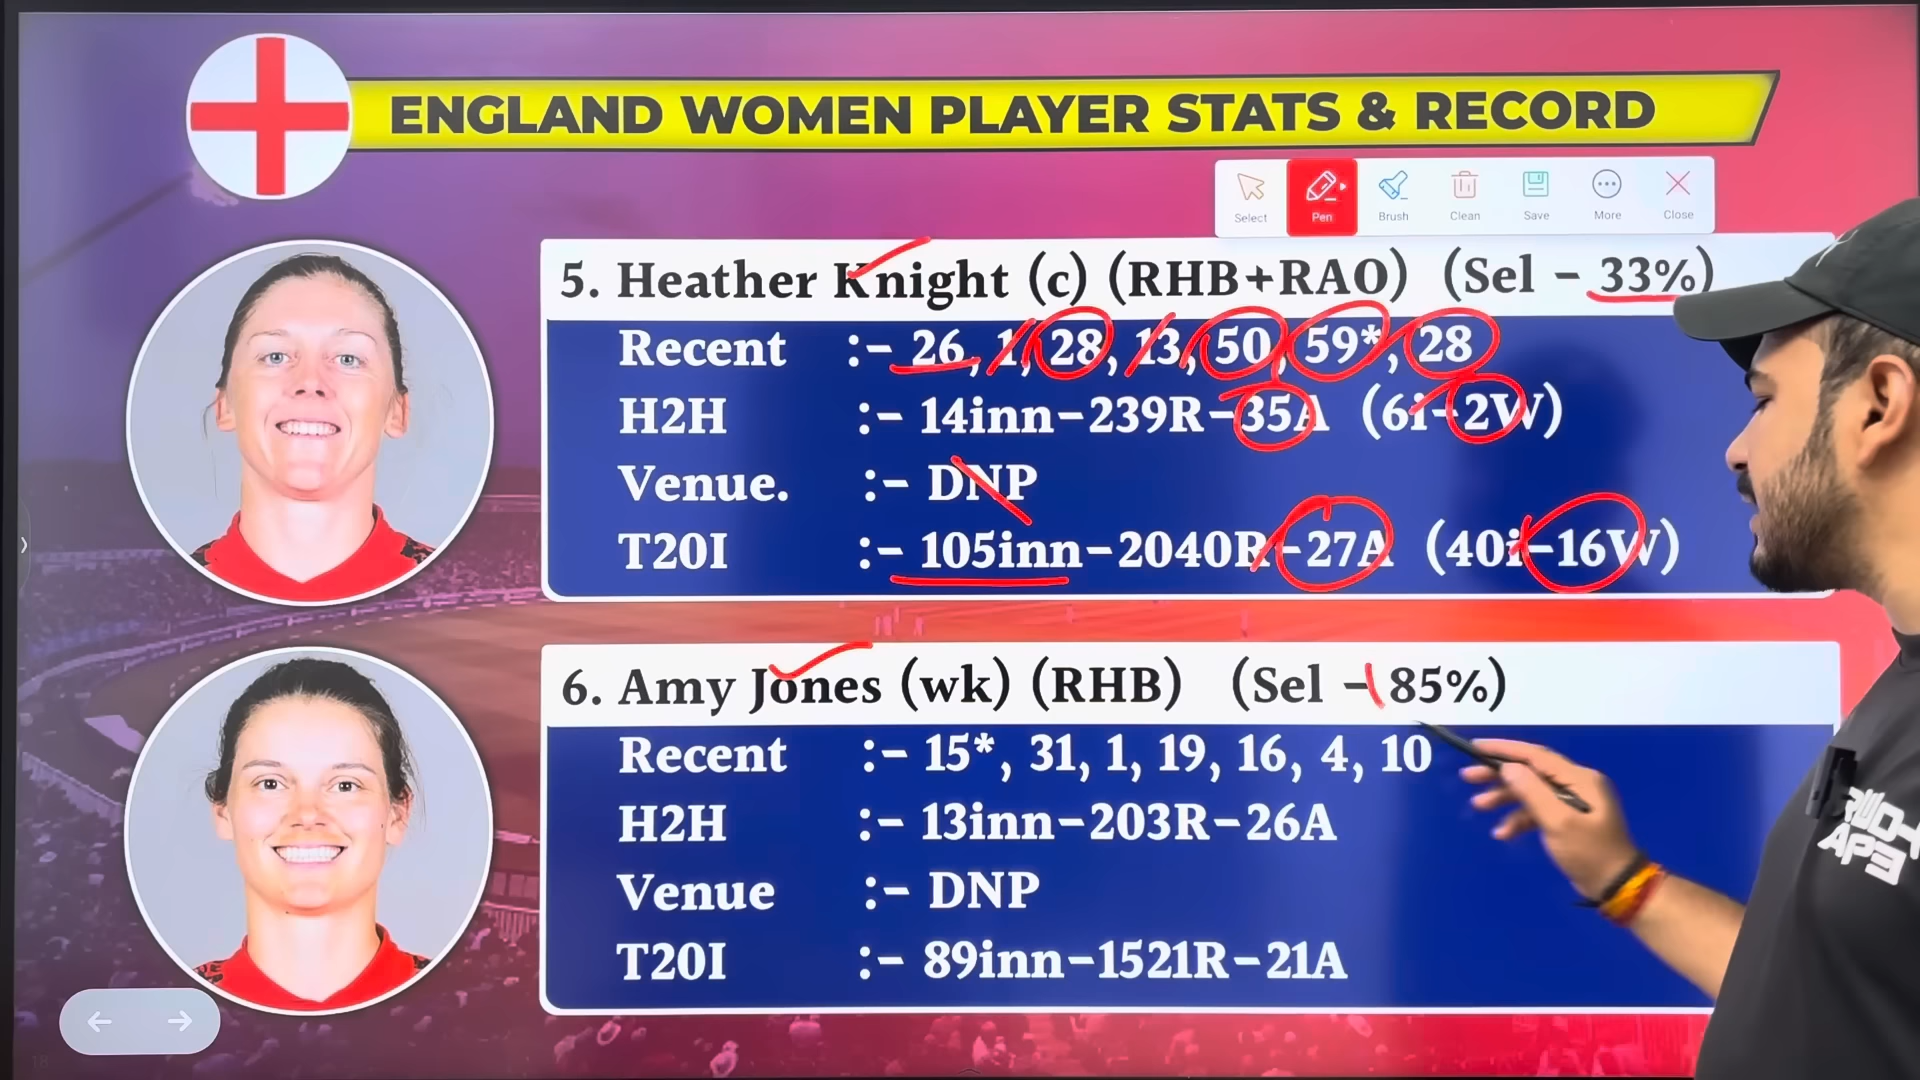 ENGLAND WOMEN PLAYER STATS & RECORD
Select
Pen
Brush
Clean
Save
More
Close
5. Heather Knight (c) (RHB+RAO) (Sel - 33%)
Recent :- 26, 1, 28, 13, 50, 59*, 28
H2H :- 14inn-239R-35A (6i-2W)
Venue. :- DNP
T20I :- 105inn-2040R-27A (40i-16W)
6. Amy Jones (wk) (RHB) (Sel - 85%)
Recent :- 15*, 31, 1, 19, 16, 4, 10
H2H :- 13inn-203R-26A
Venue :- DNP
T20I :- 89inn-1521R-21A
18